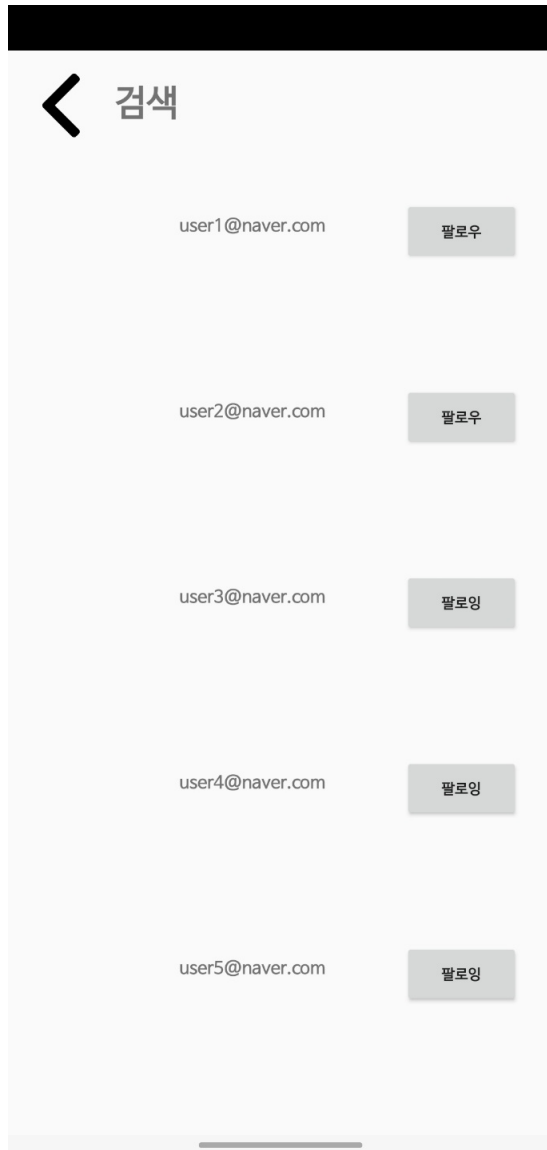 검색
user1@naver.com 팔로우
user2@naver.com 팔로우
user3@naver.com 팔로잉
user4@naver.com 팔로잉
user5@naver.com 팔로잉